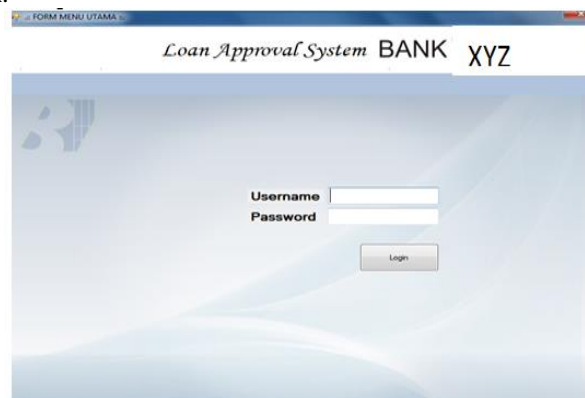 .: FORM MENU UTAMA :.
Loan Approval System BANK XYZ
Username
Password
Login